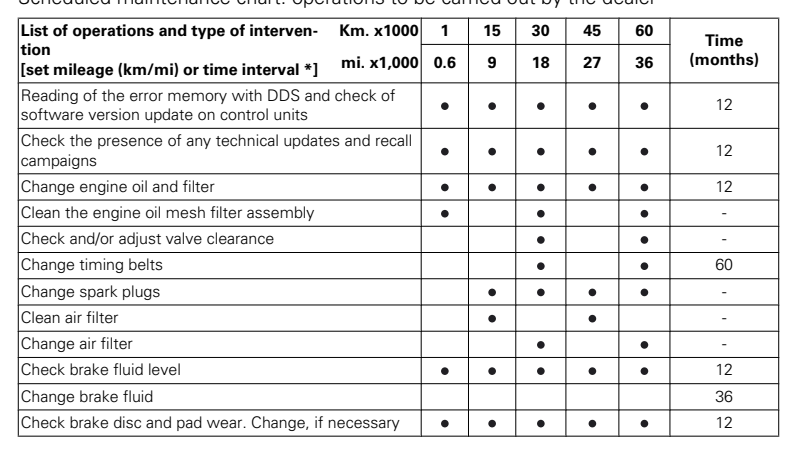 Scheduled maintenance chart: operations to be carried out by the dealer
List of operations and type of interven- Km. x1000 1 15 30 45 60 Time
tion
[set mileage (km/mi) or time interval *] mi. x1,000 0.6 9 18 27 36 (months)
Reading of the error memory with DDS and check of
software version update on control units ● ● ● ● ● 12
Check the presence of any technical updates and recall
campaigns ● ● ● ● ● 12
Change engine oil and filter ● ● ● ● ● 12
Clean the engine oil mesh filter assembly ● ● ● -
Check and/or adjust valve clearance ● ● -
Change timing belts ● ● 60
Change spark plugs ● ● ● ● -
Clean air filter ● ● -
Change air filter ● ● -
Check brake fluid level ● ● ● ● ● 12
Change brake fluid 36
Check brake disc and pad wear. Change, if necessary ● ● ● ● ● 12